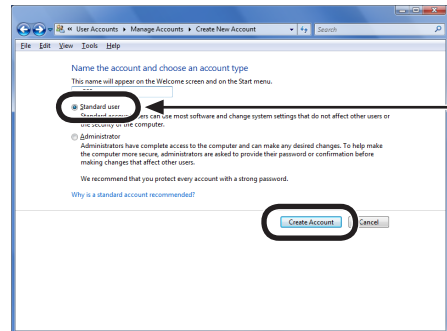 « User Accounts ▸ Manage Accounts ▸ Create New Account
Search
File Edit View Tools Help
Name the account and choose an account type
This name will appear on the Welcome screen and on the Start menu.
Standard user
Standard account users can use most software and change system settings that do not affect other users or
the security of the computer.
Administrator
Administrators have complete access to the computer and can make any desired changes. To help make
the computer more secure, administrators are asked to provide their password or confirmation before
making changes that affect other users.
We recommend that you protect every account with a strong password.
Why is a standard account recommended?
Create Account Cancel